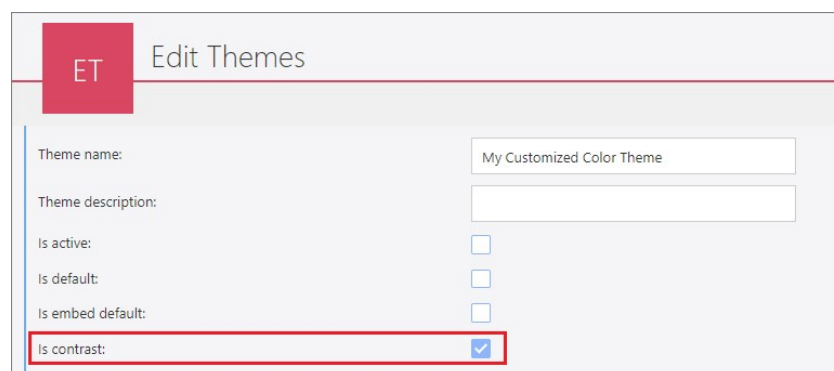 ET
Edit Themes
Theme name:
My Customized Color Theme
Theme description:
Is active:
Is default:
Is embed default:
Is contrast: